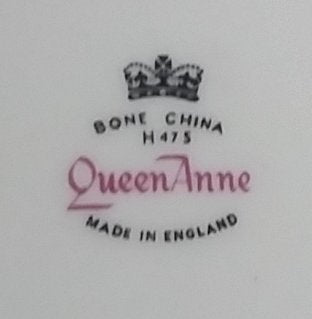 BONE CHINA
H475
Queen Anne
MADE IN ENGLAND